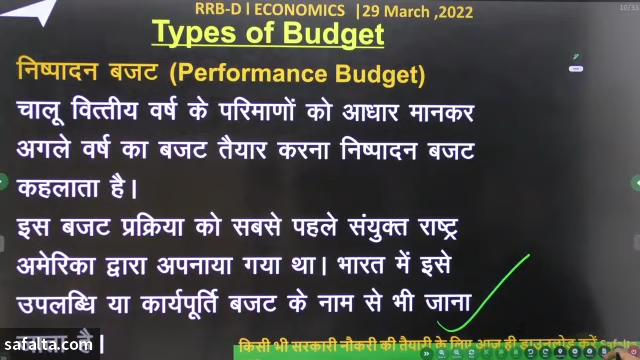 RRB-D l ECONOMICS |29 March ,2022
10/33
Types of Budget
निष्पादन बजट (Performance Budget)
चालू वित्तीय वर्ष के परिमाणों को आधार मानकर
अगले वर्ष का बजट तैयार करना निष्पादन बजट
कहलाता है।
इस बजट प्रक्रिया को सबसे पहले संयुक्त राष्ट्र
अमेरिका द्वारा अपनाया गया था। भारत में इसे
उपलब्धि या कार्यपूर्ति बजट के नाम से भी जाना
है।
safalta.com
किसी भी सरकारी नौकरी की तैयारी के लिए आज ही डाउनलोड करें